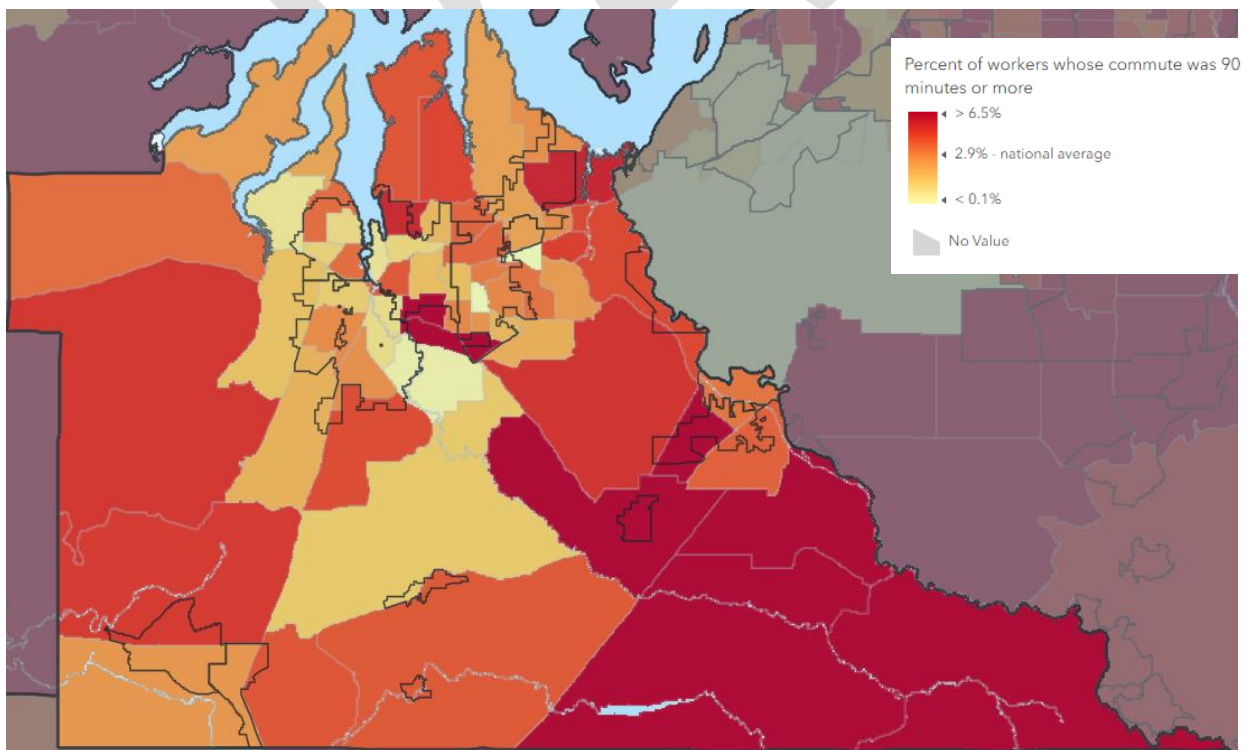 Percent of workers whose commute was 90
minutes or more
> 6.5%
2.9% - national average
< 0.1%
No Value